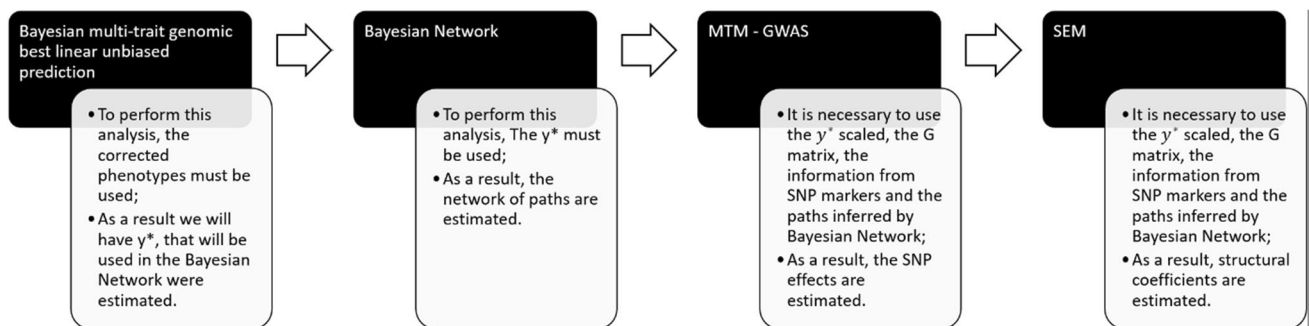 Bayesian multi-trait genomic
best linear unbiased
prediction
• To perform this
analysis, the
corrected
phenotypes must be
used;
• As a result we will
have y*, that will be
used in the Bayesian
Network were
estimated.
Bayesian Network
• To perform this
analysis, The y* must
be used;
• As a result, the
network of paths are
estimated.
MTM - GWAS
• It is necessary to use
the y* scaled, the G
matrix, the
information from
SNP markers and the
paths inferred by
Bayesian Network;
• As a result, the SNP
effects are
estimated.
SEM
• It is necessary to use
the y* scaled, the G
matrix, the
information from
SNP markers and the
paths inferred by
Bayesian Network;
• As a result, structural
coefficients are
estimated.